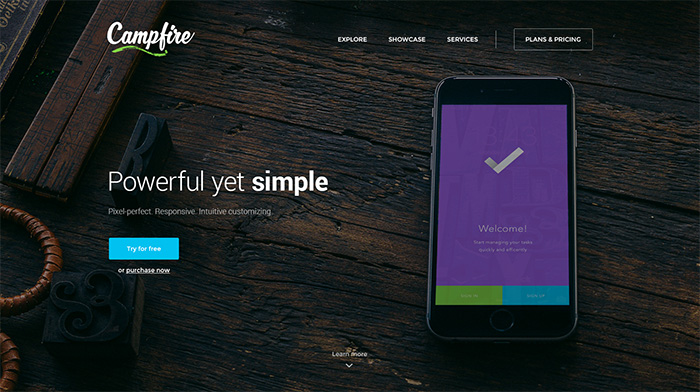 Campfire
EXPLORE SHOWCASE SERVICES PLANS & PRICING
Powerful yet simple
Pixel-perfect. Responsive. Intuitive customizing.
Try for free
or purchase now
Welcome!
Start managing your tasks
quickly and efficiently
SIGN IN SIGN UP
Learn more